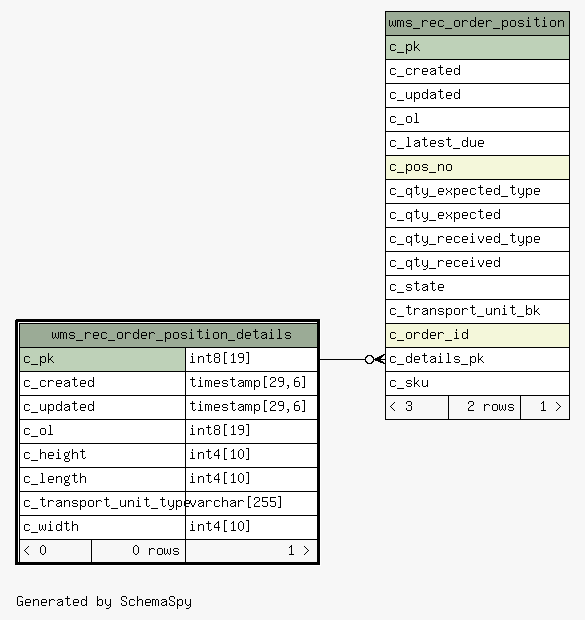 wms_rec_order_position
c_pk
c_created
c_updated
c_ol
c_latest_due
c_pos_no
c_qty_expected_type
c_qty_expected
c_qty_received_type
c_qty_received
c_state
c_transport_unit_bk
c_order_id
c_details_pk
c_sku
< 3 2 rows 1 >
wms_rec_order_position_details
c_pk int8[19]
c_created timestamp[29,6]
c_updated timestamp[29,6]
c_ol int8[19]
c_height int4[10]
c_length int4[10]
c_transport_unit_type varchar[255]
c_width int4[10]
< 0 0 rows 1 >
Generated by SchemaSpy